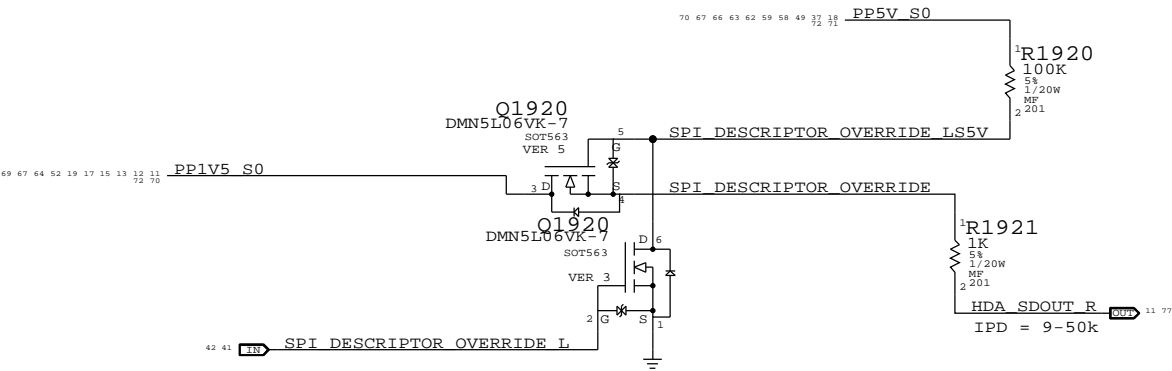 70 67 66 63 62 59 58 49 37 18
72 71
PP5V_S0
1
R1920
100K
5%
1/20W
MF
201
2
Q1920
DMN5L06VK-7
SOT563
VER 5
5
G
SPI_DESCRIPTOR_OVERRIDE_LS5V
69 67 64 52 19 17 15 13 12 11
72 70
PP1V5_S0
3
D
S
4
SPI_DESCRIPTOR_OVERRIDE
Q1920
DMN5L06VK-7
SOT563
VER 3
D
6
1
R1921
1K
5%
1/20W
MF
201
2
2
G
S
1
HDA_SDOUT_R
OUT
11 77
IPD = 9-50k
42 41
IN
SPI_DESCRIPTOR_OVERRIDE_L